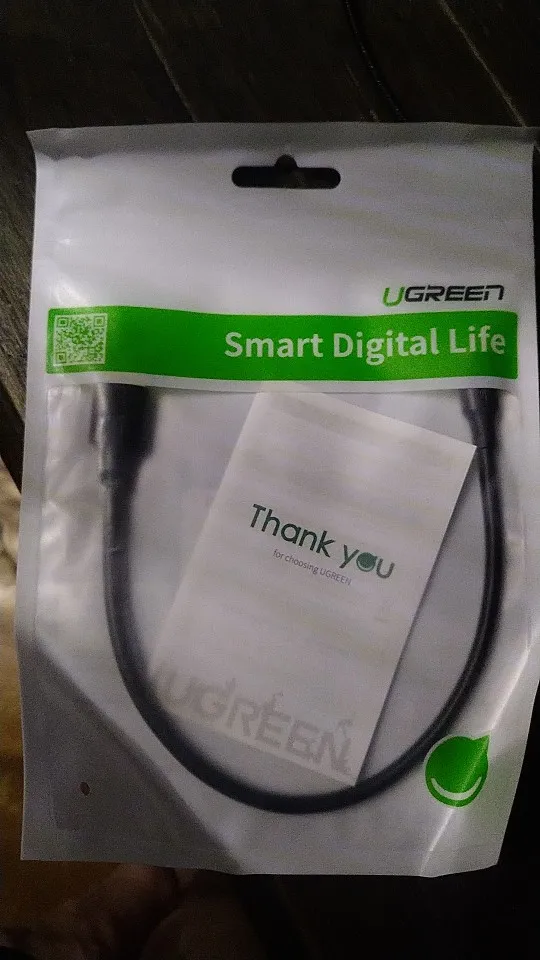 UGREEN
Smart Digital Life
Thank you
for choosing UGREEN
UGREEN